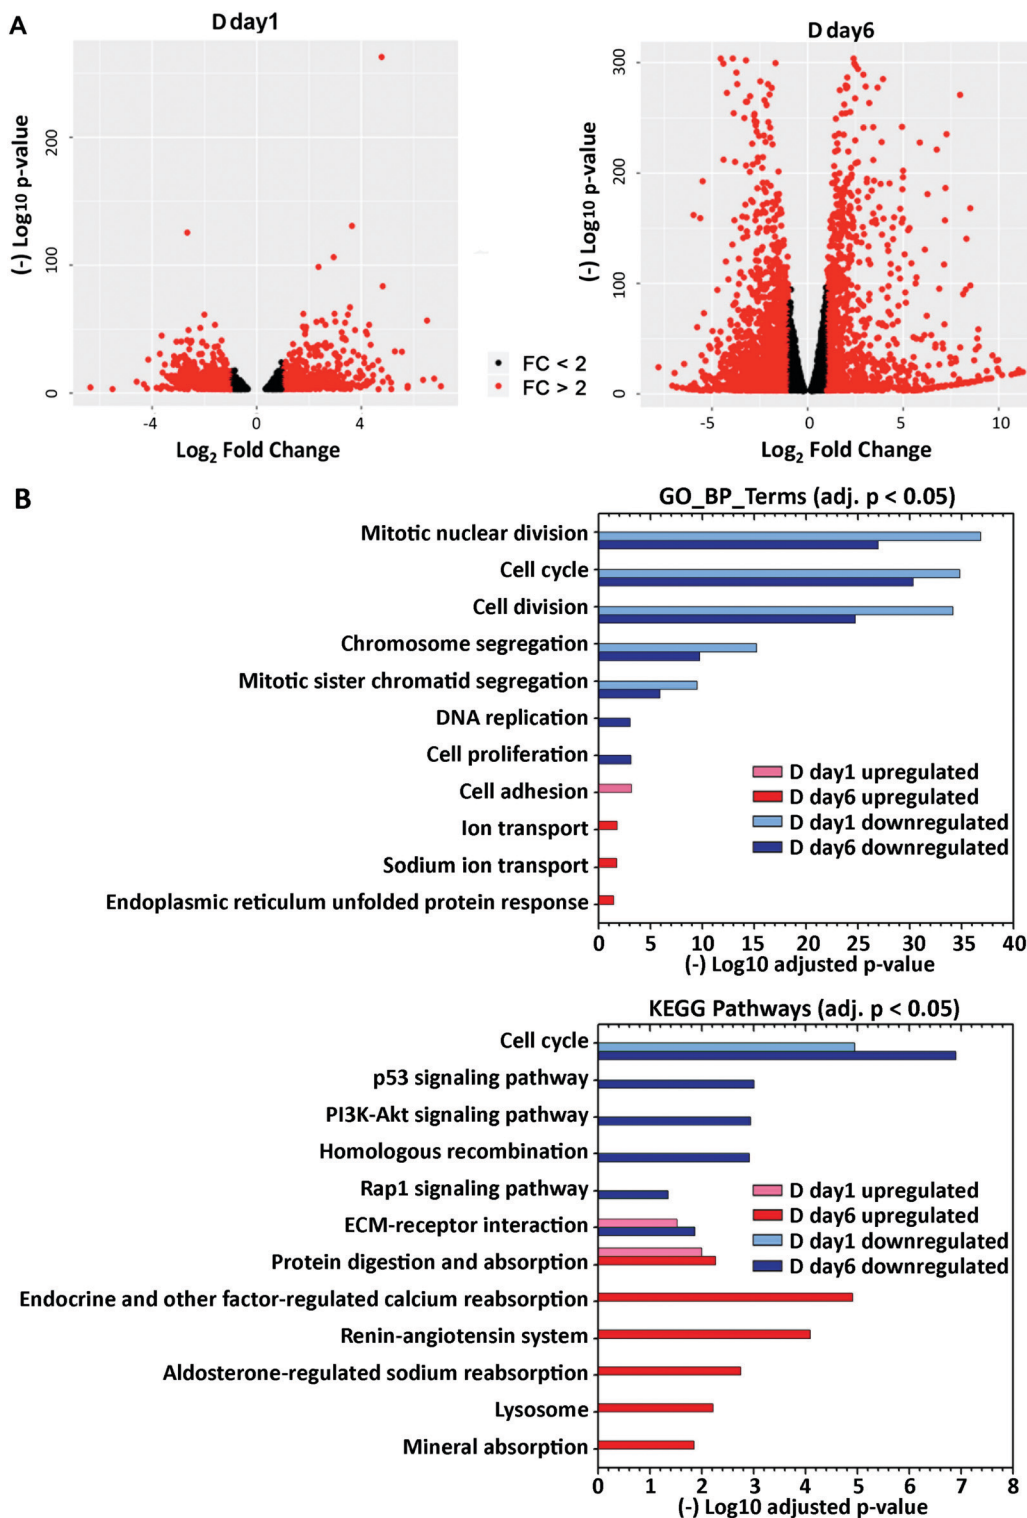 A
D day1
D day6
(-) Log10 p-value
200
100
0
-4
0
4
Log2 Fold Change
FC < 2
FC > 2
(-) Log10 p-value
300
200
100
0
-5
0
5
10
Log2 Fold Change
B
GO_BP_Terms (adj. p < 0.05)
Mitotic nuclear division
Cell cycle
Cell division
Chromosome segregation
Mitotic sister chromatid segregation
DNA replication
Cell proliferation
Cell adhesion
Ion transport
Sodium ion transport
Endoplasmic reticulum unfolded protein response
D day1 upregulated
D day6 upregulated
D day1 downregulated
D day6 downregulated
0 5 10 15 20 25 30 35 40
(-) Log10 adjusted p-value
KEGG Pathways (adj. p < 0.05)
Cell cycle
p53 signaling pathway
PI3K-Akt signaling pathway
Homologous recombination
Rap1 signaling pathway
ECM-receptor interaction
Protein digestion and absorption
Endocrine and other factor-regulated calcium reabsorption
Renin-angiotensin system
Aldosterone-regulated sodium reabsorption
Lysosome
Mineral absorption
D day1 upregulated
D day6 upregulated
D day1 downregulated
D day6 downregulated
0 1 2 3 4 5 6 7 8
(-) Log10 adjusted p-value